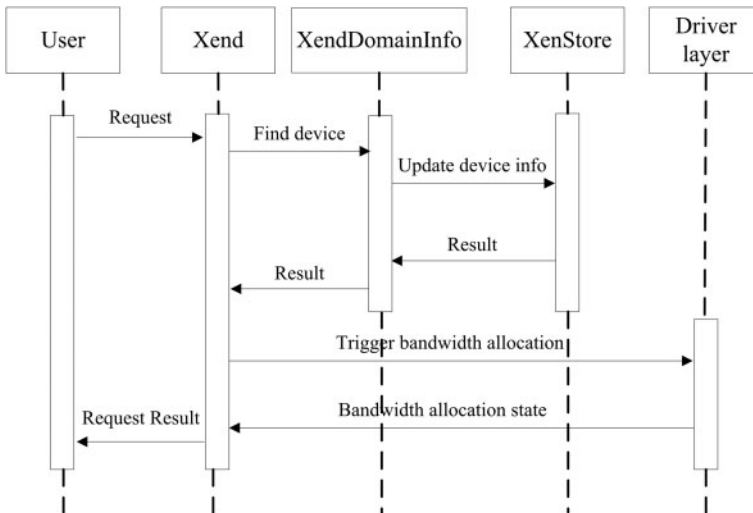 User
Xend
XendDomainInfo
XenStore
Driver
layer
Request
Find device
Update device info
Result
Result
Trigger bandwidth allocation
Bandwidth allocation state
Request Result